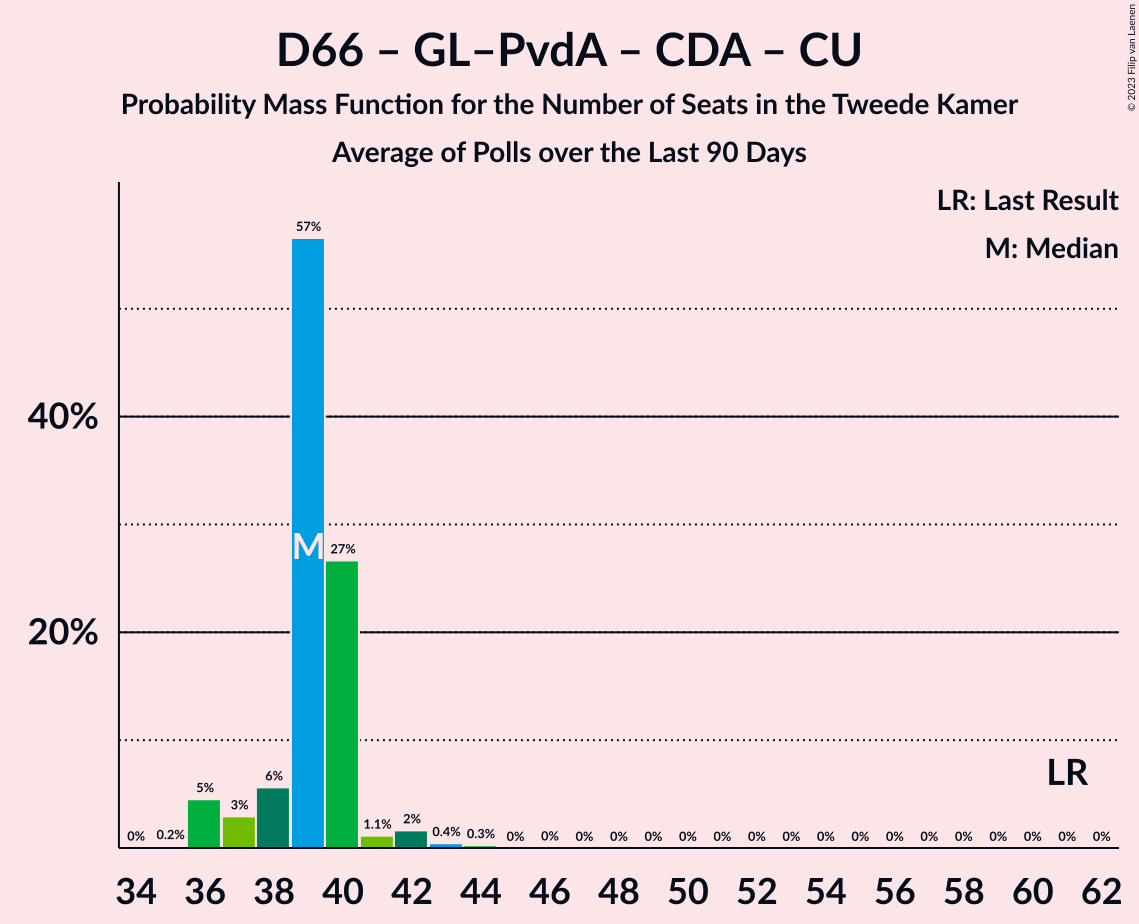 D66 – GL–PvdA – CDA – CU
Probability Mass Function for the Number of Seats in the Tweede Kamer
Average of Polls over the Last 90 Days
© 2023 Filip van Laenen
LR: Last Result
M: Median
57%
40%
M 27%
20%
LR
0% 0.2% 5% 3% 6% 1.1% 2% 0.4% 0.3% 0% 0% 0% 0% 0% 0% 0% 0% 0% 0% 0% 0% 0% 0% 0% 0% 0% 0%
34 36 38 40 42 44 46 48 50 52 54 56 58 60 62